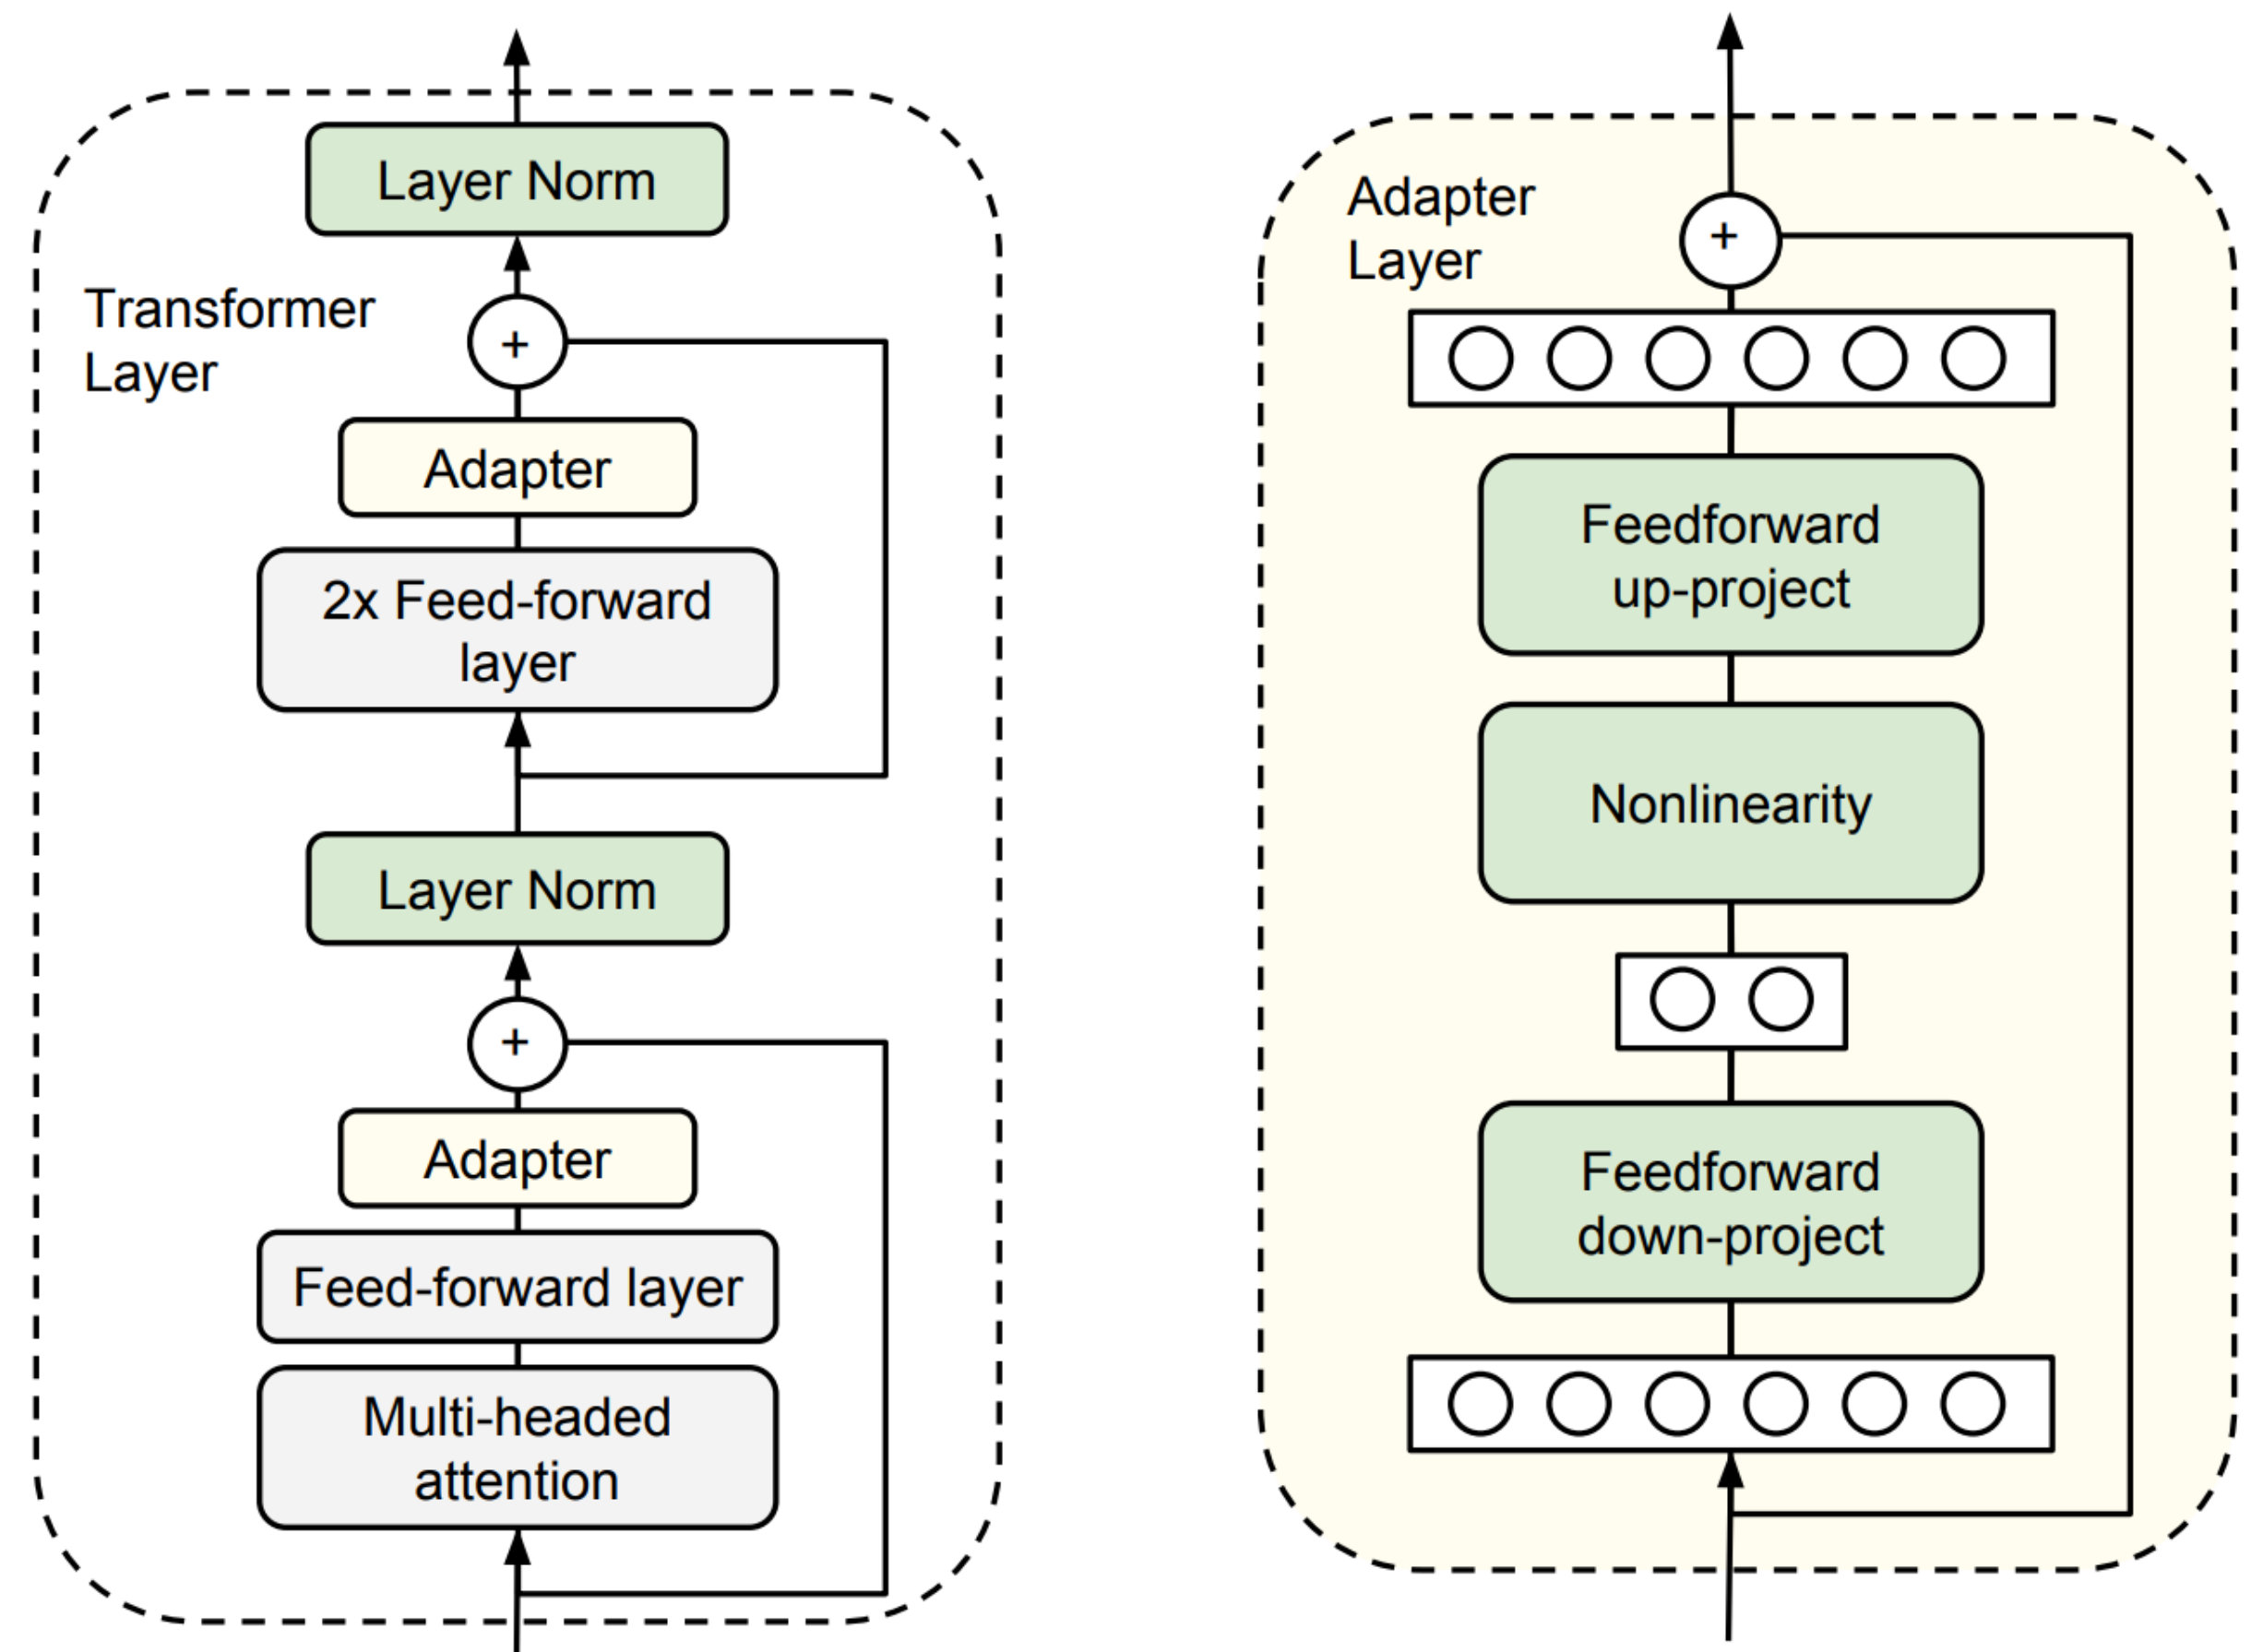 Layer Norm
Transformer
Layer
+
Adapter
2x Feed-forward
layer
Layer Norm
+
Adapter
Feed-forward layer
Multi-headed
attention
Adapter
Layer
+
Feedforward
up-project
Nonlinearity
Feedforward
down-project